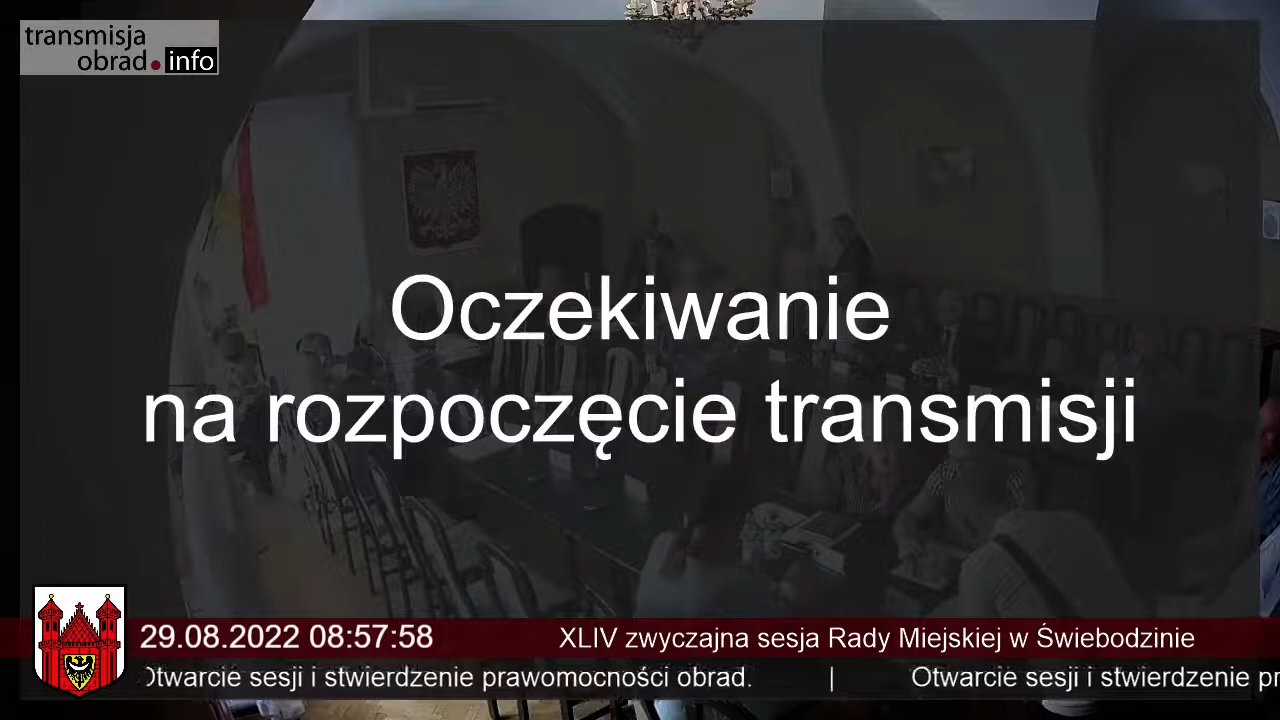 transmisja
obrad.info
Oczekiwanie
na rozpoczęcie transmisji
29.08.2022 08:57:58 XLIV zwyczajna sesja Rady Miejskiej w Świebodzinie
Otwarcie sesji i stwierdzenie prawomocności obrad. | Otwarcie sesji i stwierdzenie pr